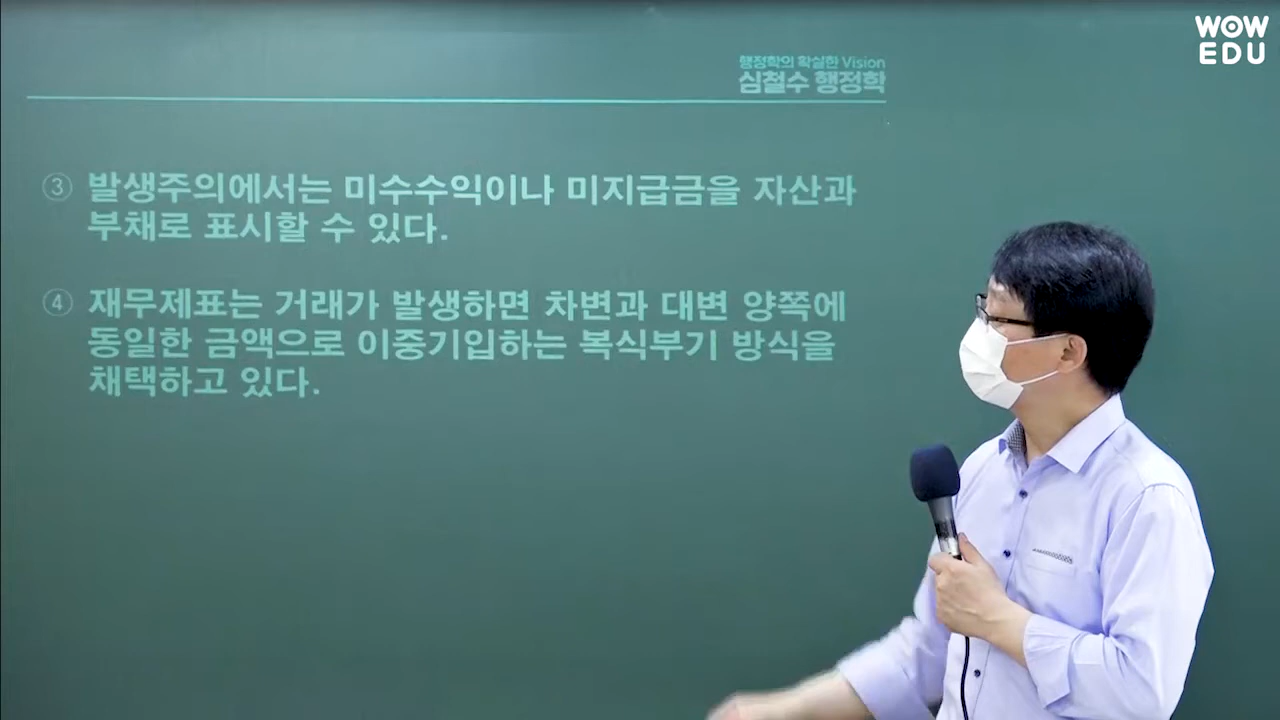 WOW
EDU
행정학의 확실한 Vision
심철수 행정학
③ 발생주의에서는 미수수익이나 미지급금을 자산과
부채로 표시할 수 있다.
④ 재무제표는 거래가 발생하면 차변과 대변 양쪽에
동일한 금액으로 이중기입하는 복식부기 방식을
채택하고 있다.